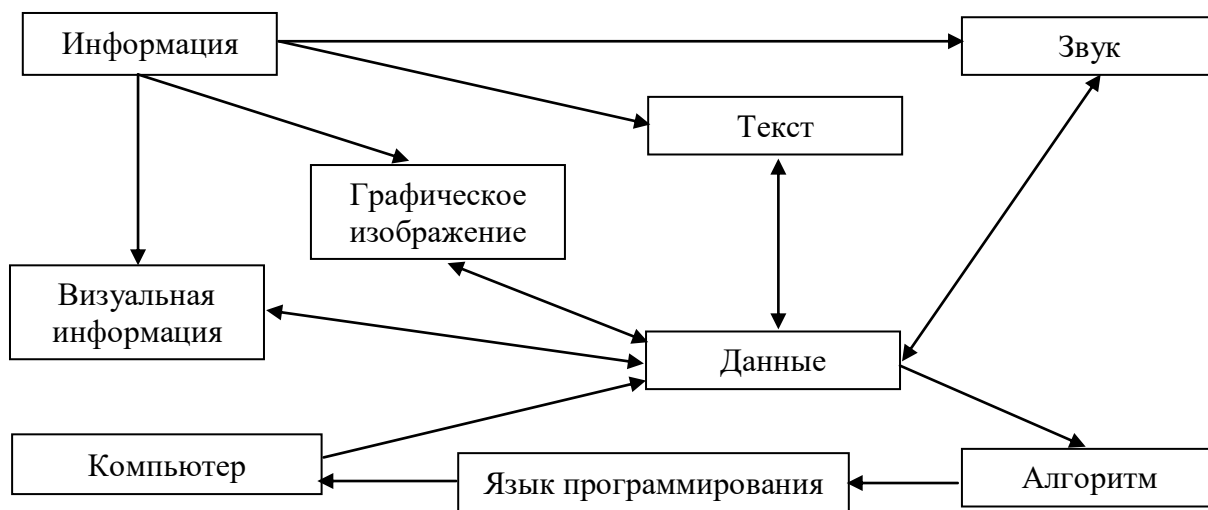 Информация
Звук
Текст
Графическое
изображение
Визуальная
информация
Данные
Компьютер
Язык программирования
Алгоритм